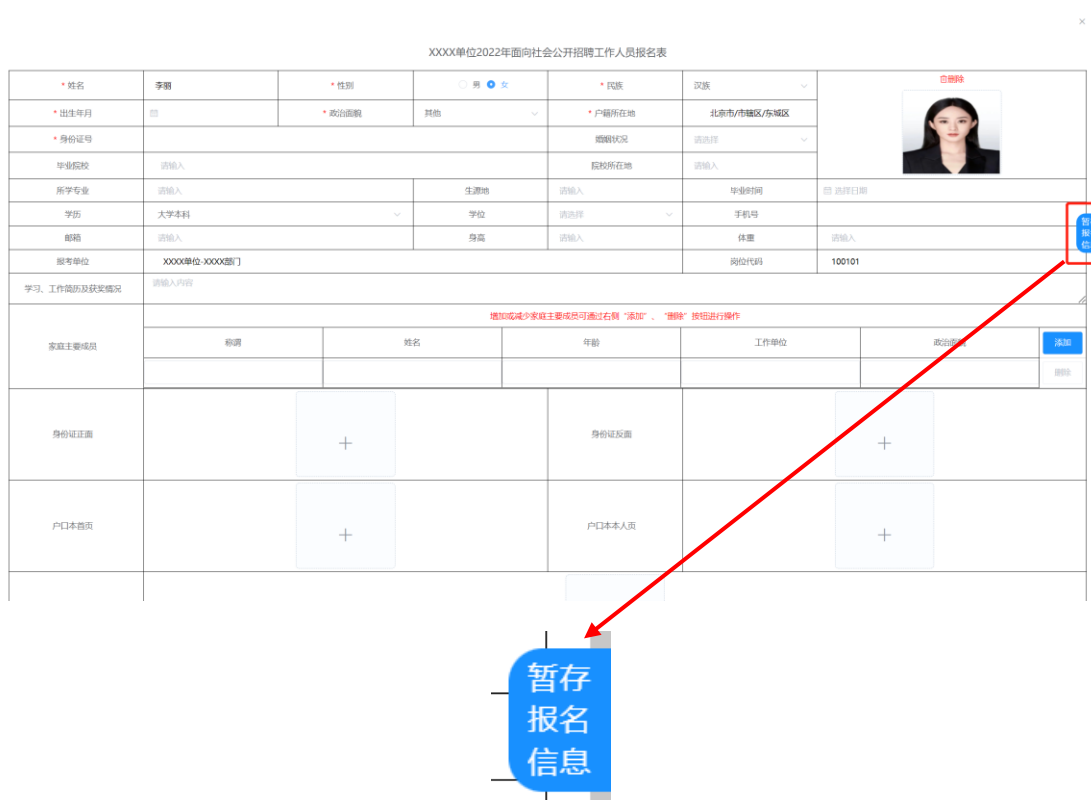 ×
XXXX单位2022年面向社会公开招聘工作人员报名表
* 姓名 李丽 * 性别 男 女 * 民族 汉族 自删除
* 出生年月 * 政治面貌 其他 * 户籍所在地 北京市/市辖区/东城区
* 身份证号 婚姻状况 请选择
毕业院校 请输入 院校所在地 请输入
所学专业 请输入 生源地 请输入 毕业时间 选择日期
学历 大学本科 学位 请选择 手机号
邮箱 请输入 身高 请输入 体重 请输入
报考单位 XXXX单位-XXXX部门 岗位代码 100101
学习、工作简历及获奖情况 请输入内容
家庭主要成员
增加或减少家庭主要成员可通过右侧“添加”、“删除”按钮进行操作
称谓 姓名 年龄 工作单位 政治面貌 添加
删除
身份证正面 身份证反面
户口本首页 户口本本人页
暂存
报名
信息